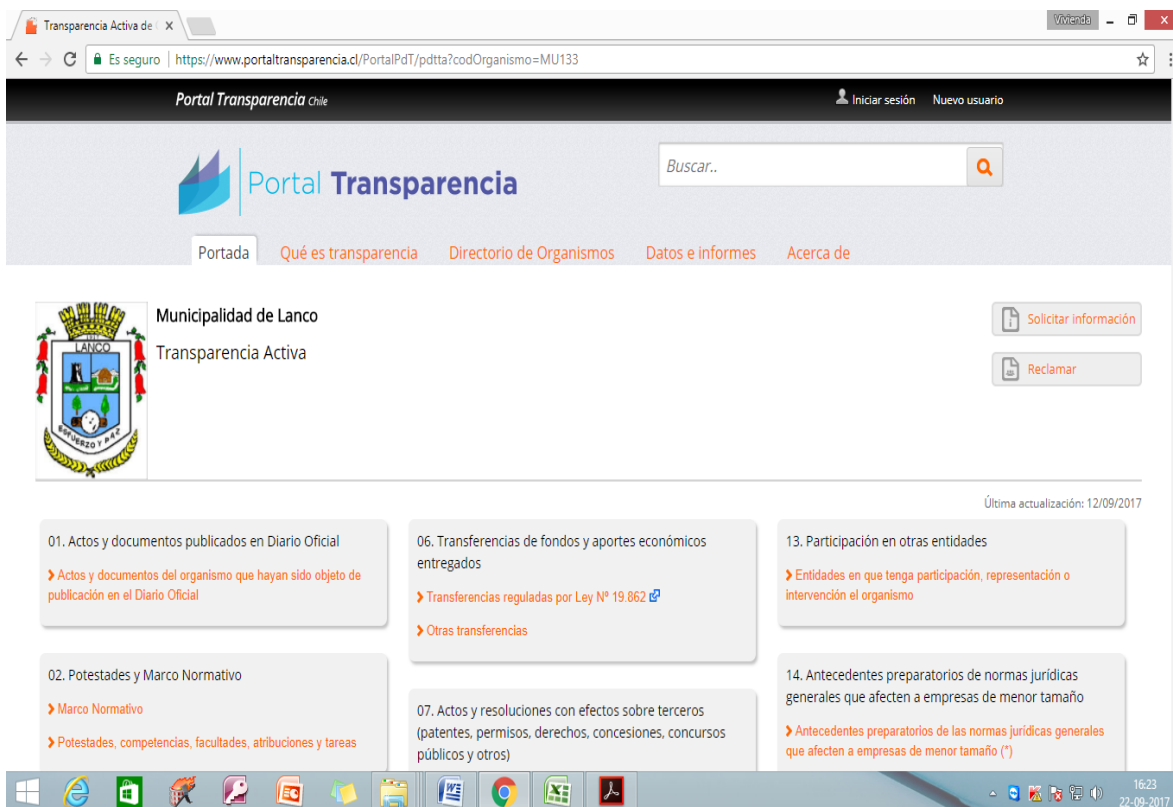 Transparencia Activa de
Vivienda
Es seguro | https://www.portaltransparencia.cl/PortalPdT/pdtta?codOrganismo=MU133
Portal Transparencia Chile
Iniciar sesión
Nuevo usuario
Portal Transparencia
Buscar..
Portada
Qué es transparencia
Directorio de Organismos
Datos e informes
Acerca de
LANCO
ESFUERZO Y PAZ
Municipalidad de Lanco
Transparencia Activa
Solicitar información
Reclamar
Última actualización: 12/09/2017
01. Actos y documentos publicados en Diario Oficial
Actos y documentos del organismo que hayan sido objeto de
publicación en el Diario Oficial
02. Potestades y Marco Normativo
Marco Normativo
Potestades, competencias, facultades, atribuciones y tareas
06. Transferencias de fondos y aportes económicos
entregados
Transferencias reguladas por Ley Nº 19.862
Otras transferencias
07. Actos y resoluciones con efectos sobre terceros
(patentes, permisos, derechos, concesiones, concursos
públicos y otros)
13. Participación en otras entidades
Entidades en que tenga participación, representación o
intervención el organismo
14. Antecedentes preparatorios de normas jurídicas
generales que afecten a empresas de menor tamaño
Antecedentes preparatorios de las normas jurídicas generales
que afecten a empresas de menor tamaño (*)
16:23
22-09-2017